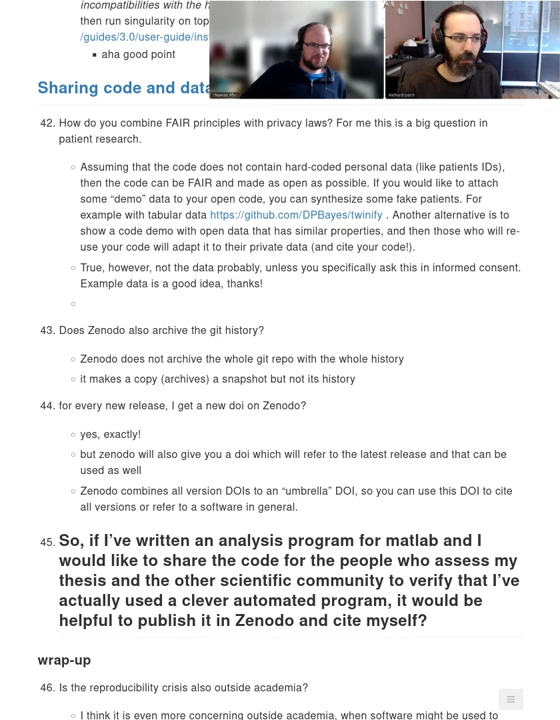 incompatibilities with the h
then run singularity on top
/guides/3.0/user-guide/ins
aha good point
Sharing code and data
42. How do you combine FAIR principles with privacy laws? For me this is a big question in
patient research.
Assuming that the code does not contain hard-coded personal data (like patients IDs),
then the code can be FAIR and made as open as possible. If you would like to attach
some “demo” data to your open code, you can synthesize some fake patients. For
example with tabular data https://github.com/DPBayes/twinify . Another alternative is to
show a code demo with open data that has similar properties, and then those who will re-
use your code will adapt it to their private data (and cite your code!).
True, however, not the data probably, unless you specifically ask this in informed consent.
Example data is a good idea, thanks!
43. Does Zenodo also archive the git history?
Zenodo does not archive the whole git repo with the whole history
it makes a copy (archives) a snapshot but not its history
44. for every new release, I get a new doi on Zenodo?
yes, exactly!
but zenodo will also give you a doi which will refer to the latest release and that can be
used as well
Zenodo combines all version DOIs to an “umbrella” DOI, so you can use this DOI to cite
all versions or refer to a software in general.
45. So, if I’ve written an analysis program for matlab and I
would like to share the code for the people who assess my
thesis and the other scientific community to verify that I’ve
actually used a clever automated program, it would be
helpful to publish it in Zenodo and cite myself?
wrap-up
46. Is the reproducibility crisis also outside academia?
I think it is even more concerning outside academia, when software might be used to